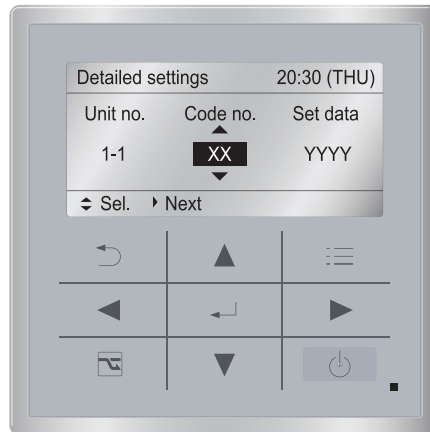 Detailed settings 20:30 (THU)
Unit no. Code no. Set data
1-1 XX YYYY
Sel. Next